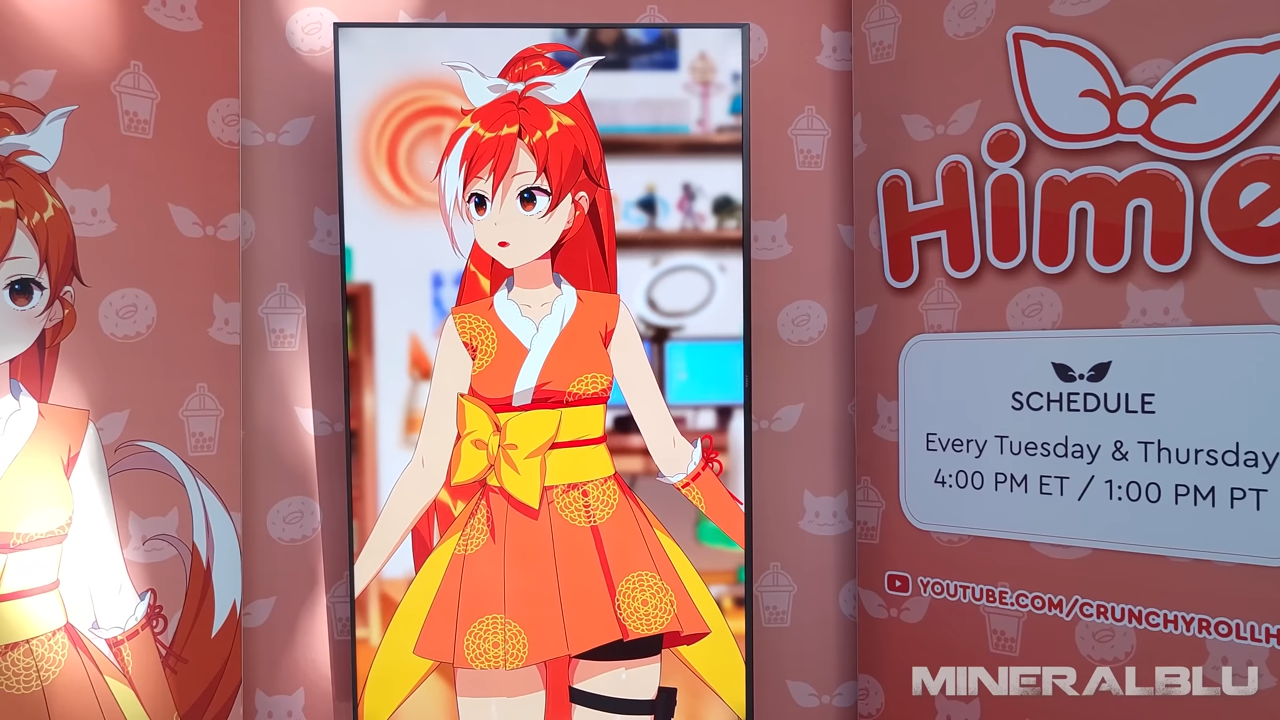 Hime
SCHEDULE
Every Tuesday & Thursday
4:00 PM ET / 1:00 PM PT
YOUTUBE.COM/CRUNCHYROLLH
MINERALBLU